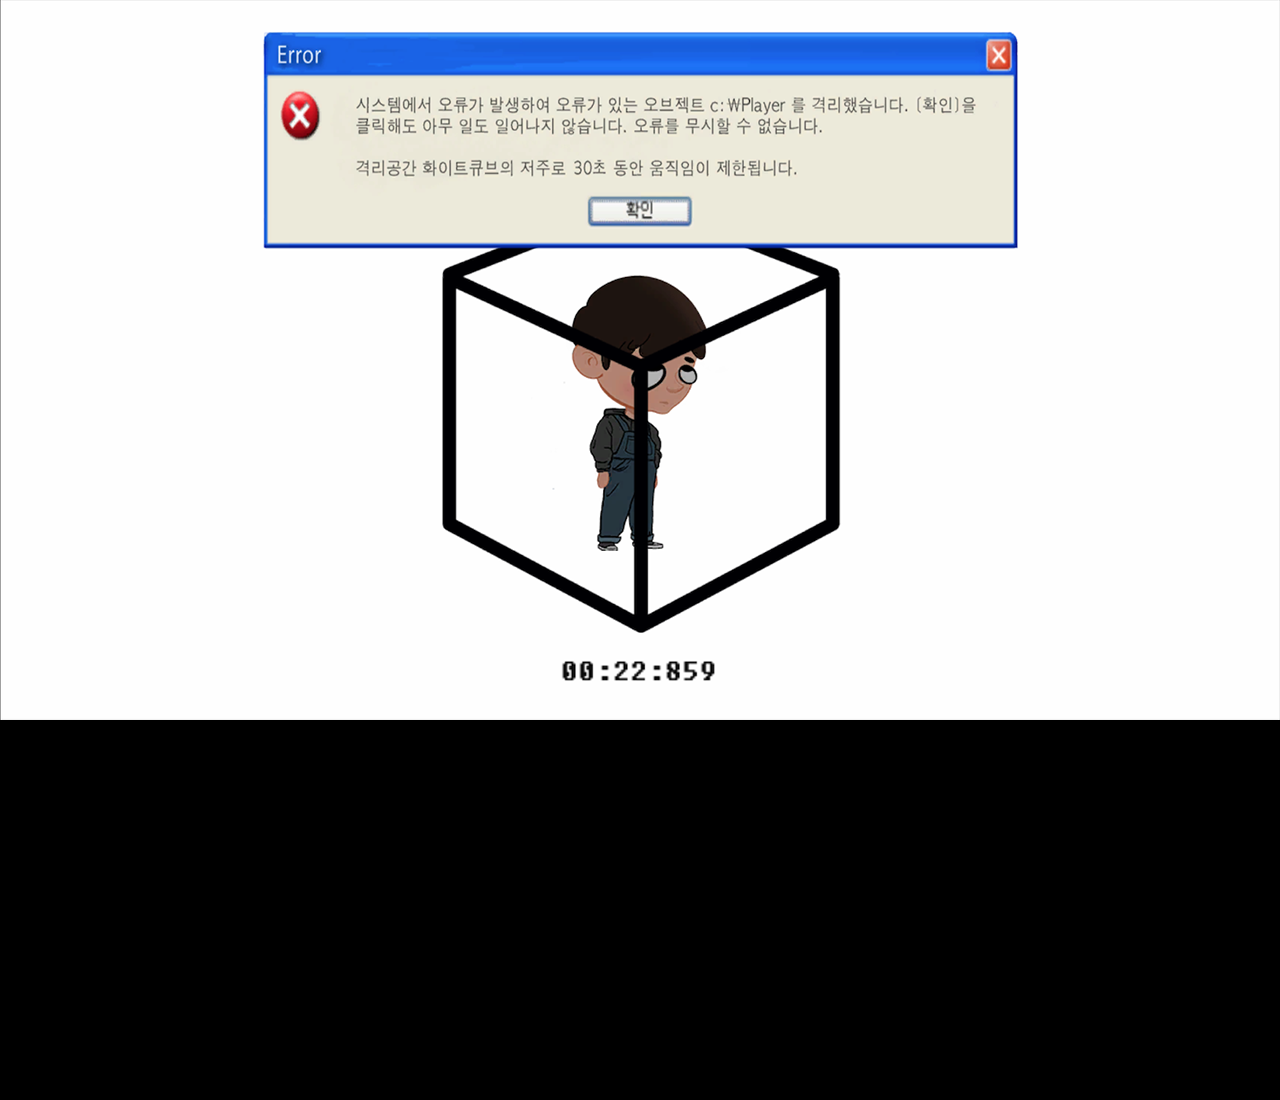 Error
시스템에서 오류가 발생하여 오류가 있는 오브젝트 c:₩Player 를 격리했습니다. [확인]을
클릭해도 아무 일도 일어나지 않습니다. 오류를 무시할 수 없습니다.
격리공간 화이트큐브의 저주로 30초 동안 움직임이 제한됩니다.
확인
00:22:859